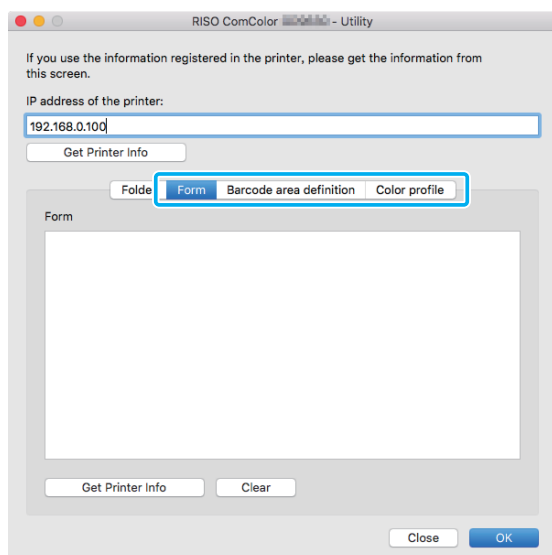 RISO ComColor - Utility
If you use the information registered in the printer, please get the information from
this screen.
IP address of the printer:
192.168.0.100
Get Printer Info
Form Barcode area definition Color profile
Form
Get Printer Info Clear
Close OK